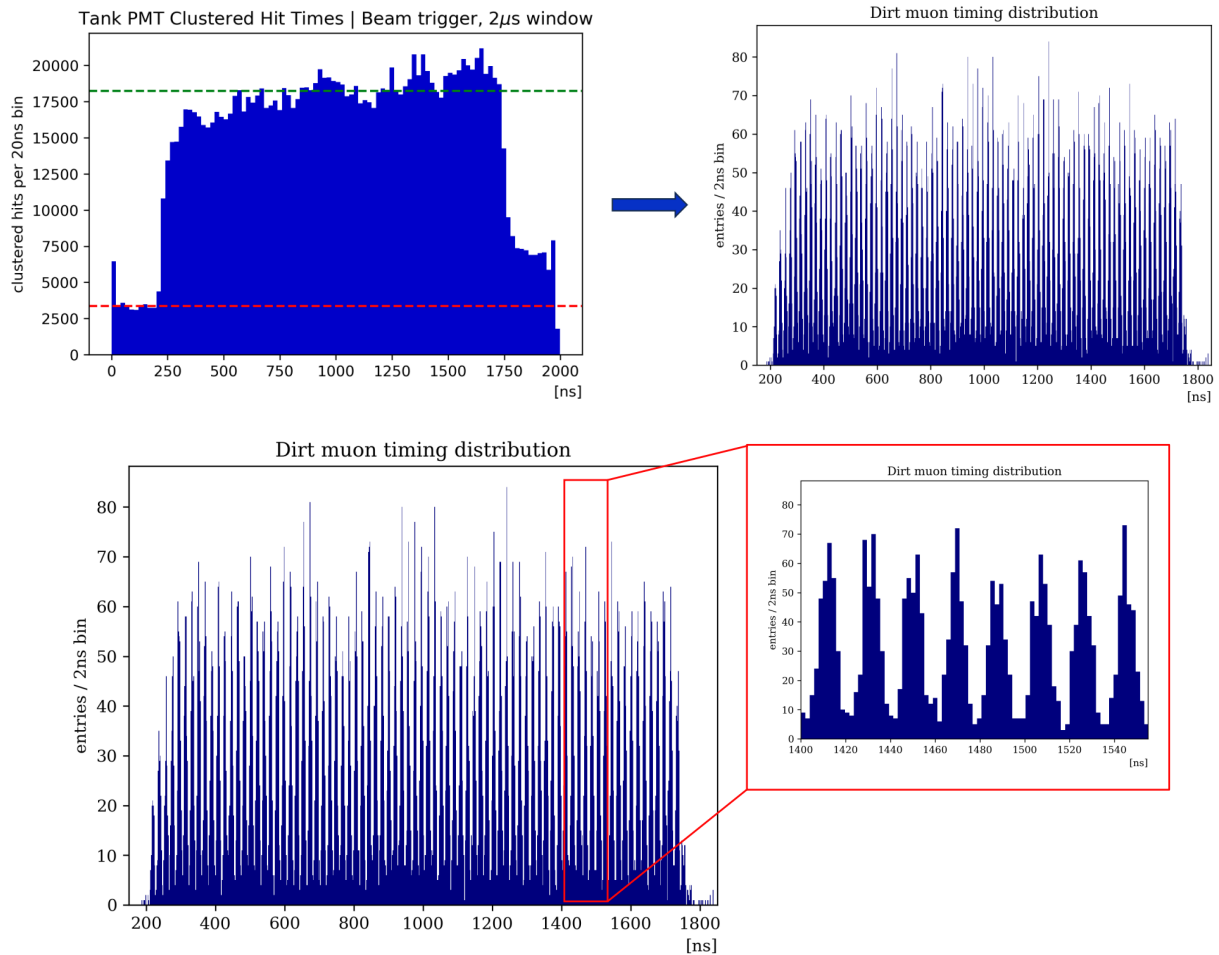 Tank PMT Clustered Hit Times | Beam trigger, 2μs window
clustered hits per 20ns bin
20000
17500
15000
12500
10000
7500
5000
2500
0
0 250 500 750 1000 1250 1500 1750 2000
[ns]
Dirt muon timing distribution
entries / 2ns bin
80
70
60
50
40
30
20
10
0
200 400 600 800 1000 1200 1400 1600 1800
[ns]
Dirt muon timing distribution
entries / 2ns bin
80
70
60
50
40
30
20
10
0
200 400 600 800 1000 1200 1400 1600 1800
[ns]
Dirt muon timing distribution
entries / 2ns bin
80
70
60
50
40
30
20
10
0
1400 1420 1440 1460 1480 1500 1520 1540
[ns]